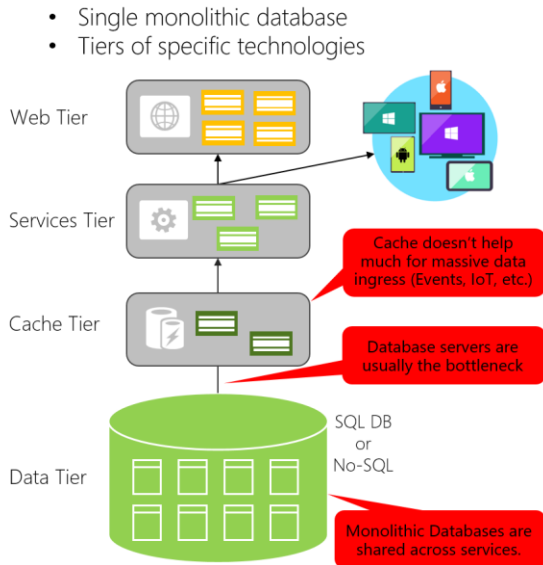 • Single monolithic database
• Tiers of specific technologies
Web Tier
Services Tier
Cache doesn't help
much for massive data
ingress (Events, IoT, etc.)
Cache Tier
Database servers are
usually the bottleneck
SQL DB
or
No-SQL
Data Tier
Monolithic Databases are
shared across services.